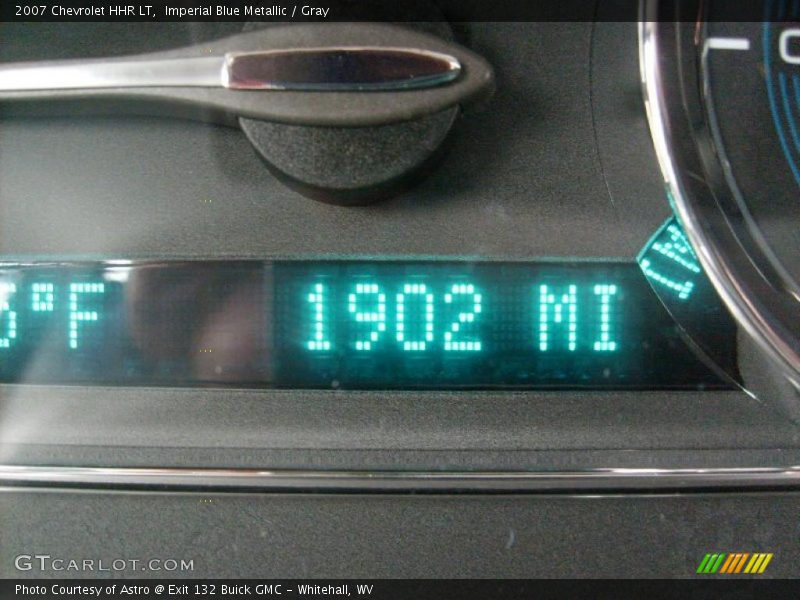 2007 Chevrolet HHR LT,  Imperial Blue Metallic / Gray
°F
1902 MI
GTCARLOT.COM
Photo Courtesy of Astro @ Exit 132 Buick GMC – Whitehall, WV